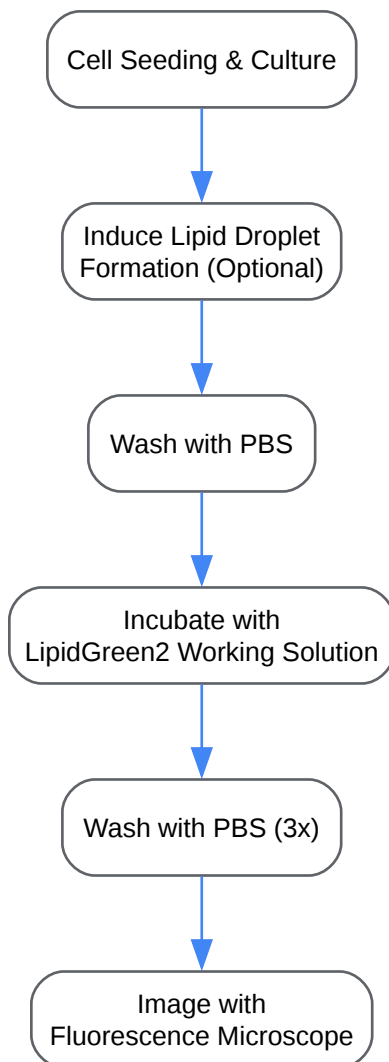 Cell Seeding & Culture
Induce Lipid Droplet
Formation (Optional)
Wash with PBS
Incubate with
LipidGreen2 Working Solution
Wash with PBS (3x)
Image with
Fluorescence Microscope